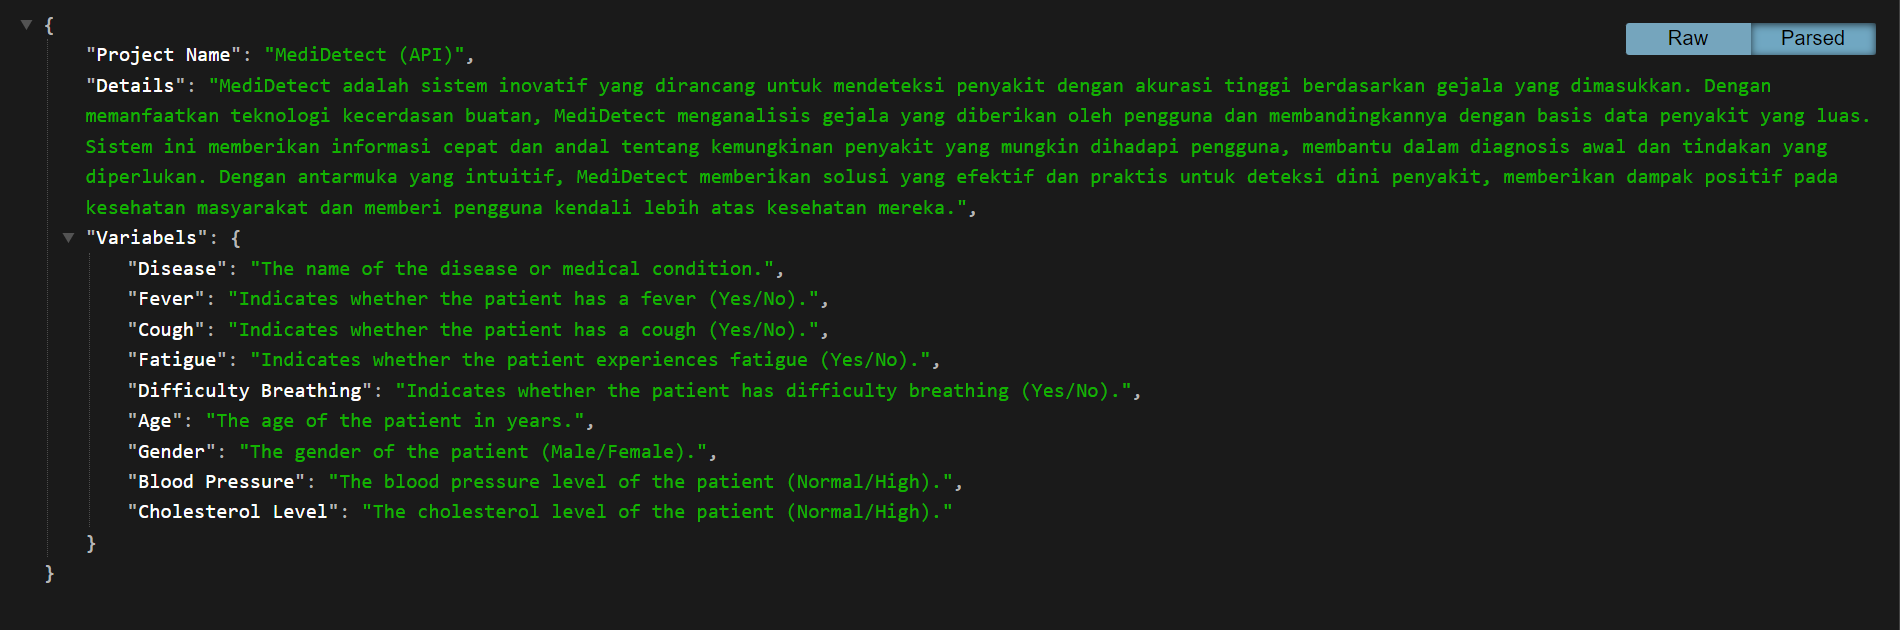 {
Raw Parsed
"Project Name": "MediDetect (API)",
"Details": "MediDetect adalah sistem inovatif yang dirancang untuk mendeteksi penyakit dengan akurasi tinggi berdasarkan gejala yang dimasukkan. Dengan
memanfaatkan teknologi kecerdasan buatan, MediDetect menganalisis gejala yang diberikan oleh pengguna dan membandingkannya dengan basis data penyakit yang luas.
Sistem ini memberikan informasi cepat dan andal tentang kemungkinan penyakit yang mungkin dihadapi pengguna, membantu dalam diagnosis awal dan tindakan yang
diperlukan. Dengan antarmuka yang intuitif, MediDetect memberikan solusi yang efektif dan praktis untuk deteksi dini penyakit, memberikan dampak positif pada
kesehatan masyarakat dan memberi pengguna kendali lebih atas kesehatan mereka.",
"Variabels": {
"Disease": "The name of the disease or medical condition.",
"Fever": "Indicates whether the patient has a fever (Yes/No).",
"Cough": "Indicates whether the patient has a cough (Yes/No).",
"Fatigue": "Indicates whether the patient experiences fatigue (Yes/No).",
"Difficulty Breathing": "Indicates whether the patient has difficulty breathing (Yes/No).",
"Age": "The age of the patient in years.",
"Gender": "The gender of the patient (Male/Female).",
"Blood Pressure": "The blood pressure level of the patient (Normal/High).",
"Cholesterol Level": "The cholesterol level of the patient (Normal/High)."
}
}